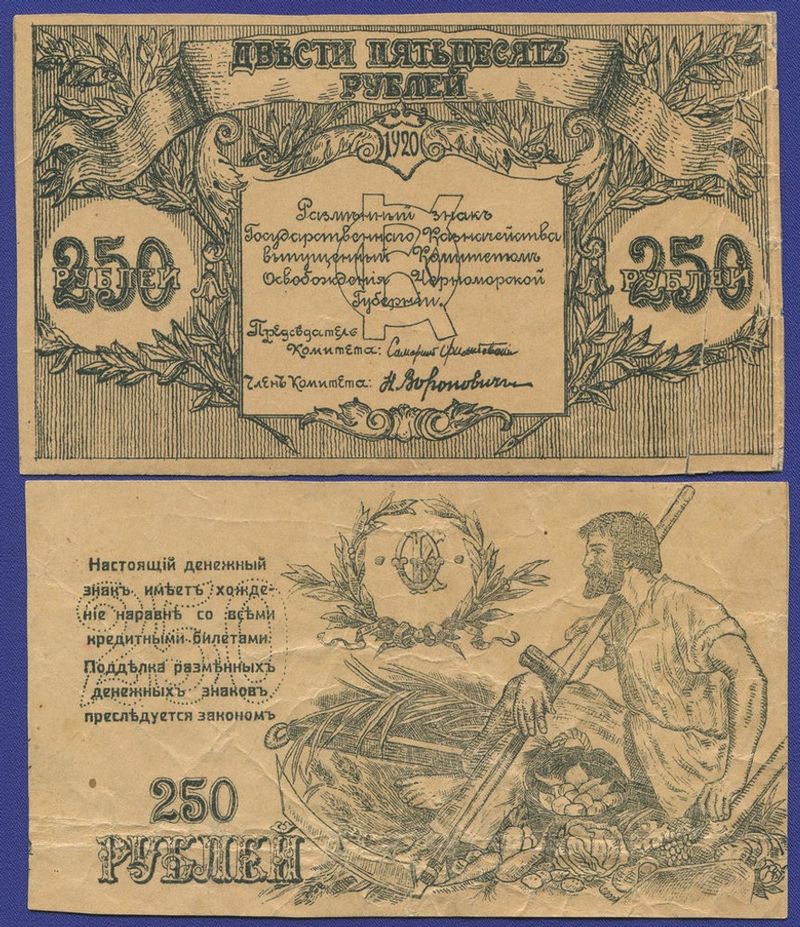 ДВѢСТИ ПЯТЬДЕСЯТЪ
РУБЛЕЙ
1920
Размѣнный знакъ
Государственнаго Казначейства
выпущенный Комитетомъ
Освобожденія Черноморской
Губерніи.
250
РУБЛЕЙ
250
РУБЛЕЙ
Предсѣдатель
Комитета:
Членъ Комитета: Н. Вороновичъ
Настоящій денежный
знакъ имѣетъ хожде-
ніе наравнѣ со всѣми
кредитными билетами.
Поддѣлка размѣнныхъ
денежныхъ знаковъ
преслѣдуется закономъ
250
250
РУБЛЕЙ